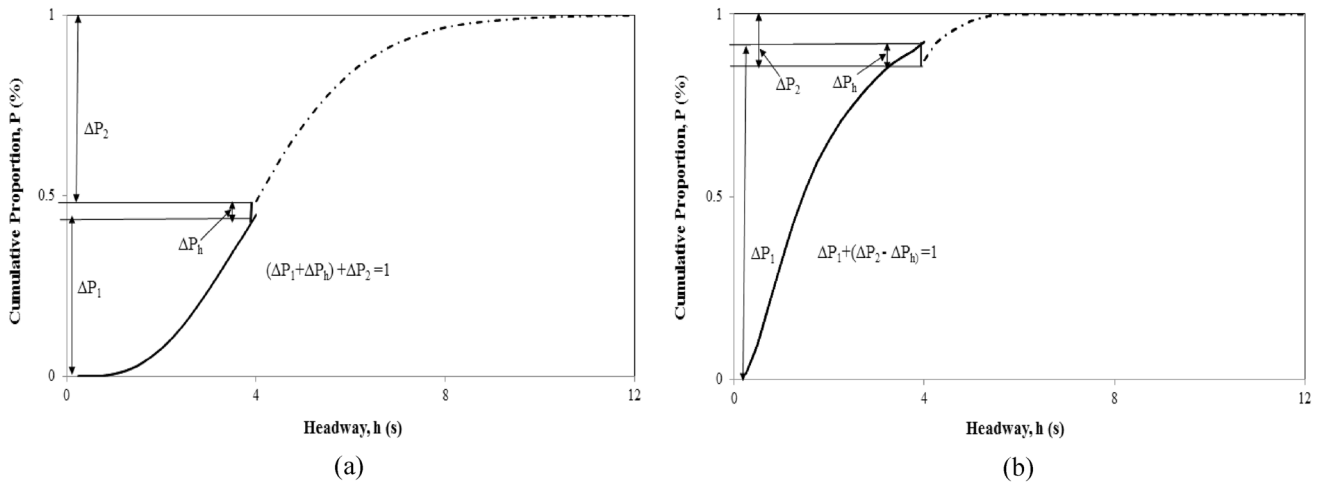 1
0.5
0
0
4
8
12
Cumulative Proportion, P (%)
Headway, h (s)
ΔP2
ΔPh
ΔP1
(ΔP1+ΔPh) + ΔP2 =1
(a)
1
0.5
0
0
4
8
12
Cumulative Proportion, P (%)
Headway, h (s)
ΔP2
ΔPh
ΔP1
ΔP1+(ΔP2 - ΔPh) =1
(b)